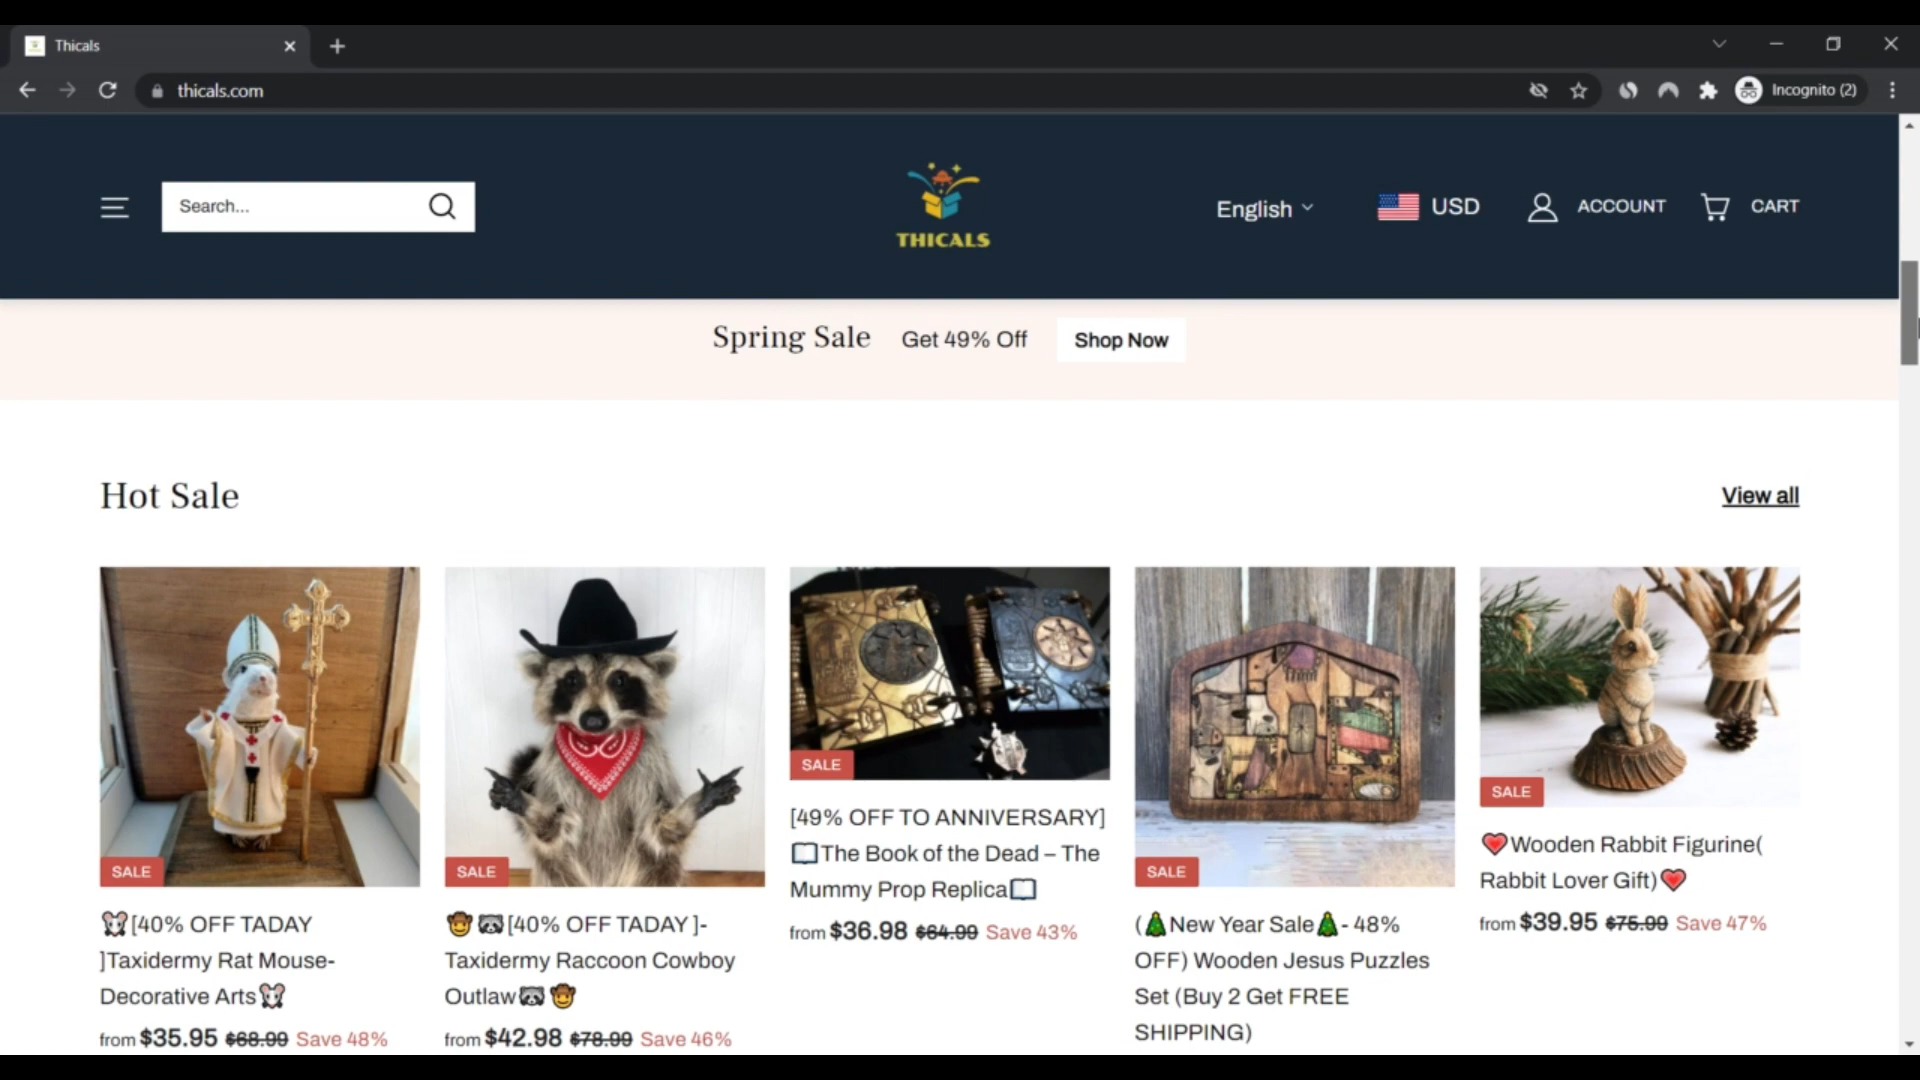 Thicals
thicals.com
Incognito (2)
Search...
THICALS
English
USD
ACCOUNT
CART
Spring Sale
Get 49% Off
Shop Now
Hot Sale
View all
SALE
🐭[40% OFF TADAY
]Taxidermy Rat Mouse-
Decorative Arts🐭
from $35.95 $68.99 Save 48%
SALE
🤠🦝[40% OFF TADAY ]-
Taxidermy Raccoon Cowboy
Outlaw🦝🤠
from $42.98 $78.99 Save 46%
SALE
[49% OFF TO ANNIVERSARY]
📖The Book of the Dead – The
Mummy Prop Replica📖
from $36.98 $64.99 Save 43%
SALE
(🎄New Year Sale🎄- 48%
OFF) Wooden Jesus Puzzles
Set (Buy 2 Get FREE
SHIPPING)
SALE
❤️Wooden Rabbit Figurine(
Rabbit Lover Gift)❤️
from $39.95 $75.99 Save 47%